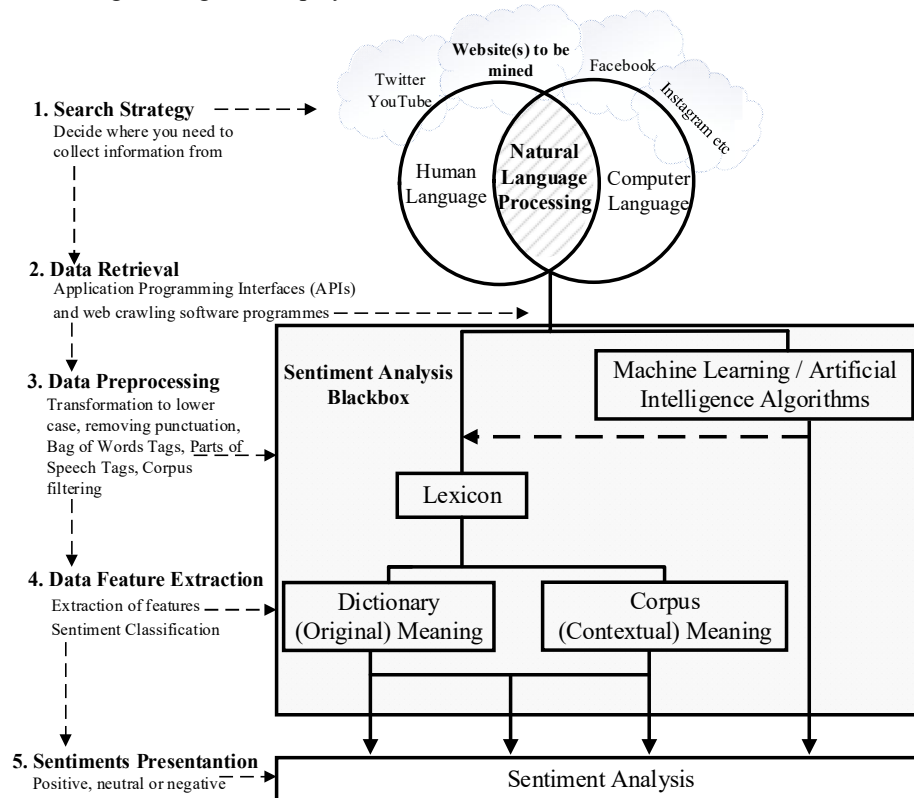 Website(s) to be
mined
Twitter
YouTube
Facebook
Instagram etc
1. Search Strategy
Decide where you need to
collect information from
Human
Language
Natural
Language
Processing
Computer
Language
2. Data Retrieval
Application Programming Interfaces (APIs)
and web crawling software programmes
3. Data Preprocessing
Transformation to lower
case, removing punctuation,
Bag of Words Tags, Parts of
Speech Tags, Corpus
filtering
Sentiment Analysis
Blackbox
Machine Learning / Artificial
Intelligence Algorithms
Lexicon
4. Data Feature Extraction
Extraction of features
Sentiment Classification
Dictionary
(Original) Meaning
Corpus
(Contextual) Meaning
5. Sentiments Presentantion
Positive, neutral or negative
Sentiment Analysis